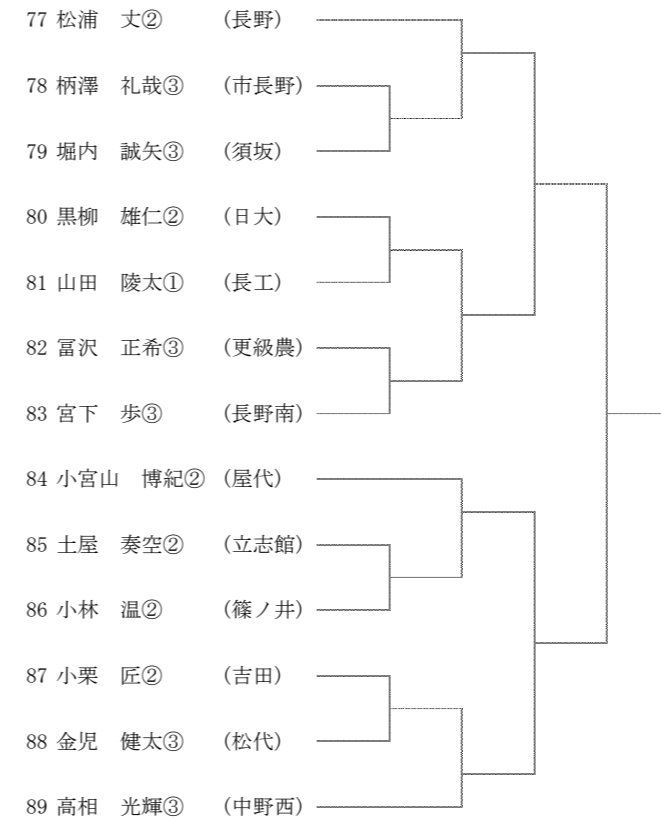 77 松浦　丈②　(長野)
78 柄澤　礼哉③　(市長野)
79 堀内　誠矢③　(須坂)
80 黒柳　雄仁②　(日大)
81 山田　陵太①　(長工)
82 冨沢　正希③　(更級農)
83 宮下　歩③　(長野南)
84 小宮山　博紀②　(屋代)
85 土屋　奏空②　(立志館)
86 小林　温②　(篠ノ井)
87 小栗　匠②　(吉田)
88 金児　健太③　(松代)
89 高相　光輝③　(中野西)